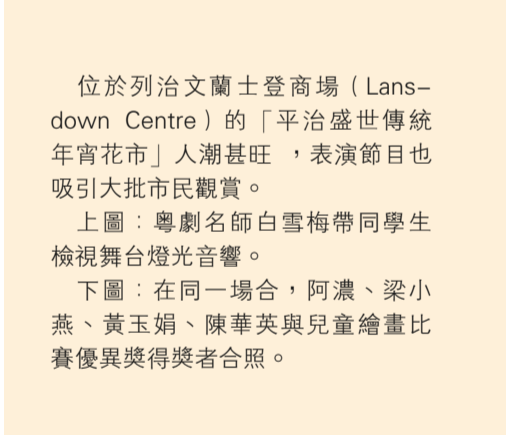 位於列治文蘭士登商場（Lans-
down Centre）的「平治盛世傳統
年宵花市」人潮甚旺 ，表演節目也
吸引大批市民觀賞。
上圖：粵劇名師白雪梅帶同學生
檢視舞台燈光音響。
下圖：在同一場合，阿濃、梁小
燕、黃玉娟、陳華英與兒童繪畫比
賽優異獎得獎者合照。